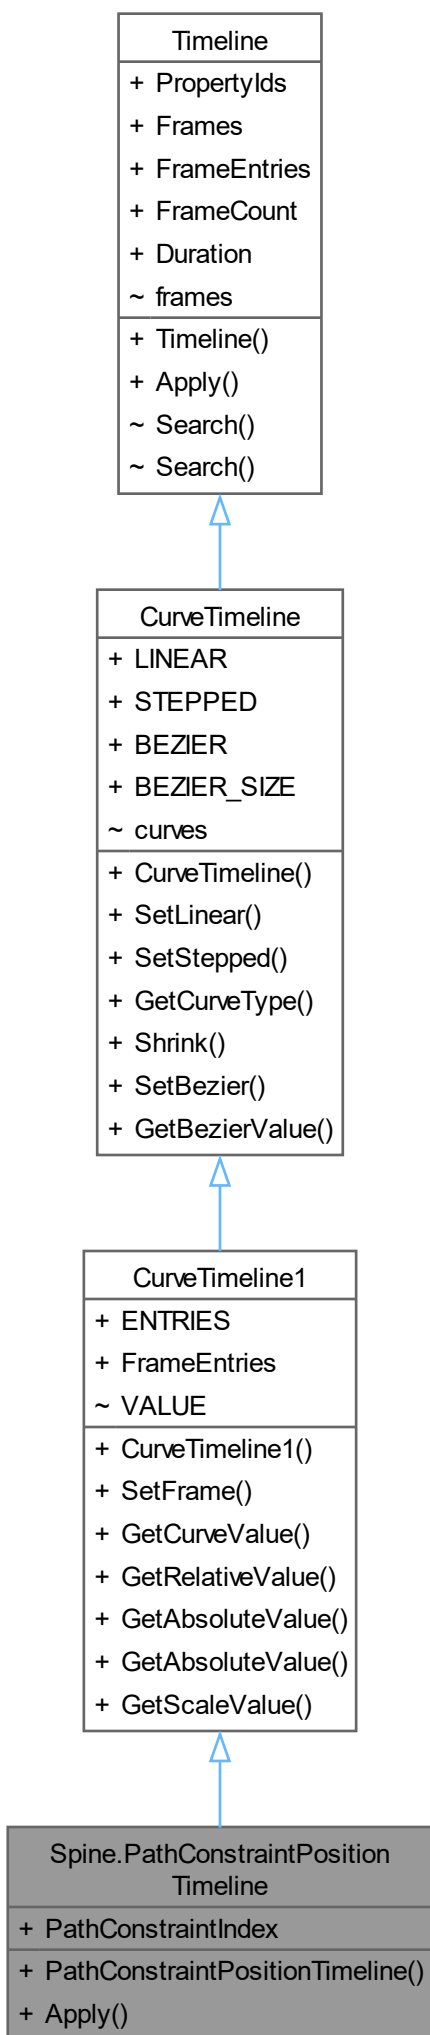 Timeline
+ PropertyIds
+ Frames
+ FrameEntries
+ FrameCount
+ Duration
~ frames
+ Timeline()
+ Apply()
~ Search()
~ Search()
CurveTimeline
+ LINEAR
+ STEPPED
+ BEZIER
+ BEZIER_SIZE
~ curves
+ CurveTimeline()
+ SetLinear()
+ SetStepped()
+ GetCurveType()
+ Shrink()
+ SetBezier()
+ GetBezierValue()
CurveTimeline1
+ ENTRIES
+ FrameEntries
~ VALUE
+ CurveTimeline1()
+ SetFrame()
+ GetCurveValue()
+ GetRelativeValue()
+ GetAbsoluteValue()
+ GetAbsoluteValue()
+ GetScaleValue()
Spine.PathConstraintPosition
Timeline
+ PathConstraintIndex
+ PathConstraintPositionTimeline()
+ Apply()